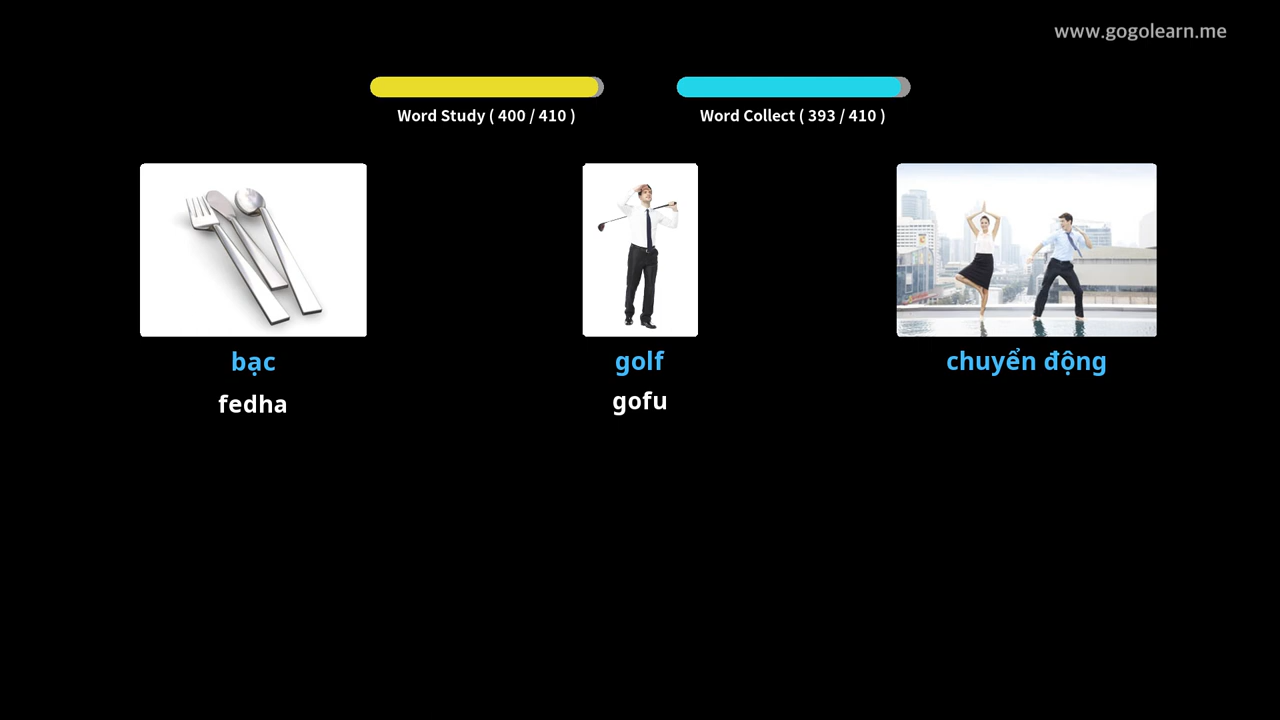 www.gogolearn.me
Word Study ( 400 / 410 )
Word Collect ( 393 / 410 )
bạc
golf
chuyển động
fedha
gofu